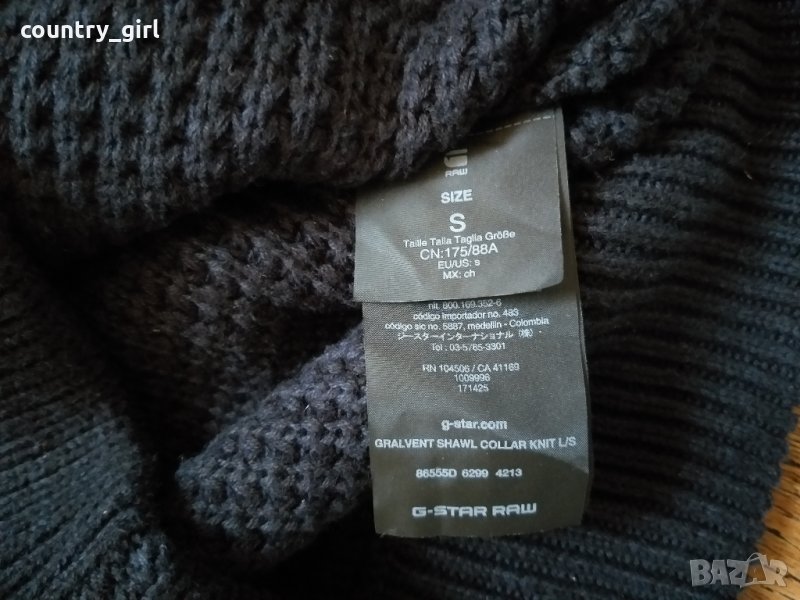 country_girl
RAW
SIZE
S
Taille Talla Taglia Größe
CN:175/88A
EU/US: s
MX: ch
nit. 800.169.352-6
código importador no. 483
código sic no. 5887, medellin - Colombia
ジースターインターナショナル (株)
Tel : 03-5765-3301
RN 104506 / CA 41169
1009996
171425
g-star.com
GRALVENT SHAWL COLLAR KNIT L/S
86555D 6299 4213
G-STAR RAW
BAZAR